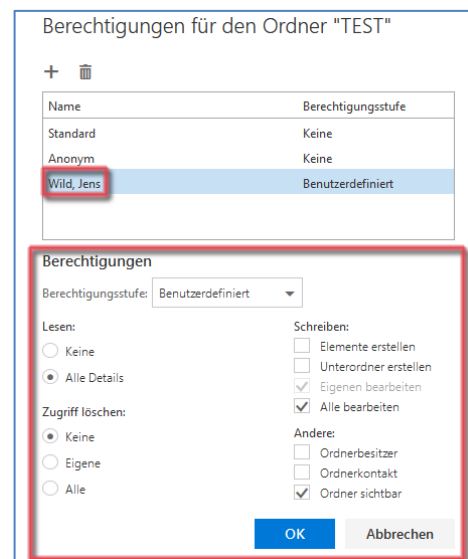 Berechtigungen für den Ordner "TEST"
Name Berechtigungsstufe
Standard Keine
Anonym Keine
Wild, Jens Benutzerdefiniert
Berechtigungen
Berechtigungsstufe: Benutzerdefiniert
Lesen:
Keine
Alle Details
Zugriff löschen:
Keine
Eigene
Alle
Schreiben:
Elemente erstellen
Unterordner erstellen
Eigenen bearbeiten
Alle bearbeiten
Andere:
Ordnerbesitzer
Ordnerkontakt
Ordner sichtbar
OK Abbrechen